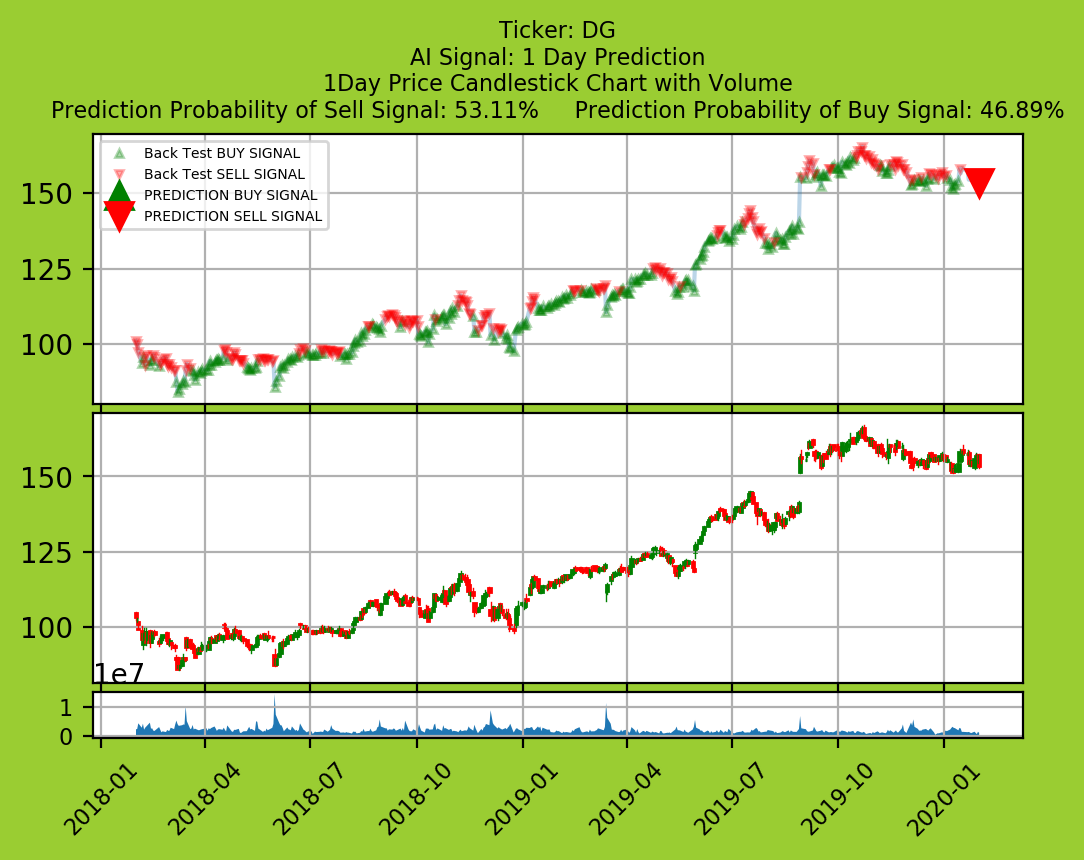 Ticker: DG
AI Signal: 1 Day Prediction
1Day Price Candlestick Chart with Volume
Prediction Probability of Sell Signal: 53.11% Prediction Probability of Buy Signal: 46.89%
Back Test BUY SIGNAL
Back Test SELL SIGNAL
PREDICTION BUY SIGNAL
PREDICTION SELL SIGNAL
150
125
100
150
125
100
1e7
1
0
2018-01 2018-04 2018-07 2018-10 2019-01 2019-04 2019-07 2019-10 2020-01